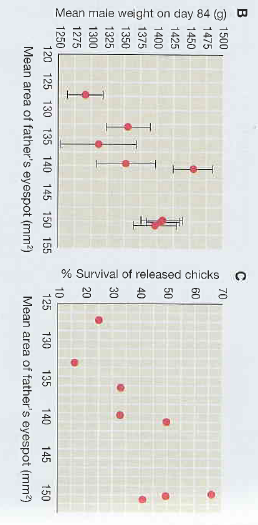 B
Mean male weight on day 84 (g)
1500
1475
1450
1425
1400
1375
1350
1325
1300
1275
1250
120 125 130 135 140 145 150 155
Mean area of father's eyespot (mm²)
C
% Survival of released chicks
70
60
50
40
30
20
10
125 130 135 140 145 150
Mean area of father's eyespot (mm²)